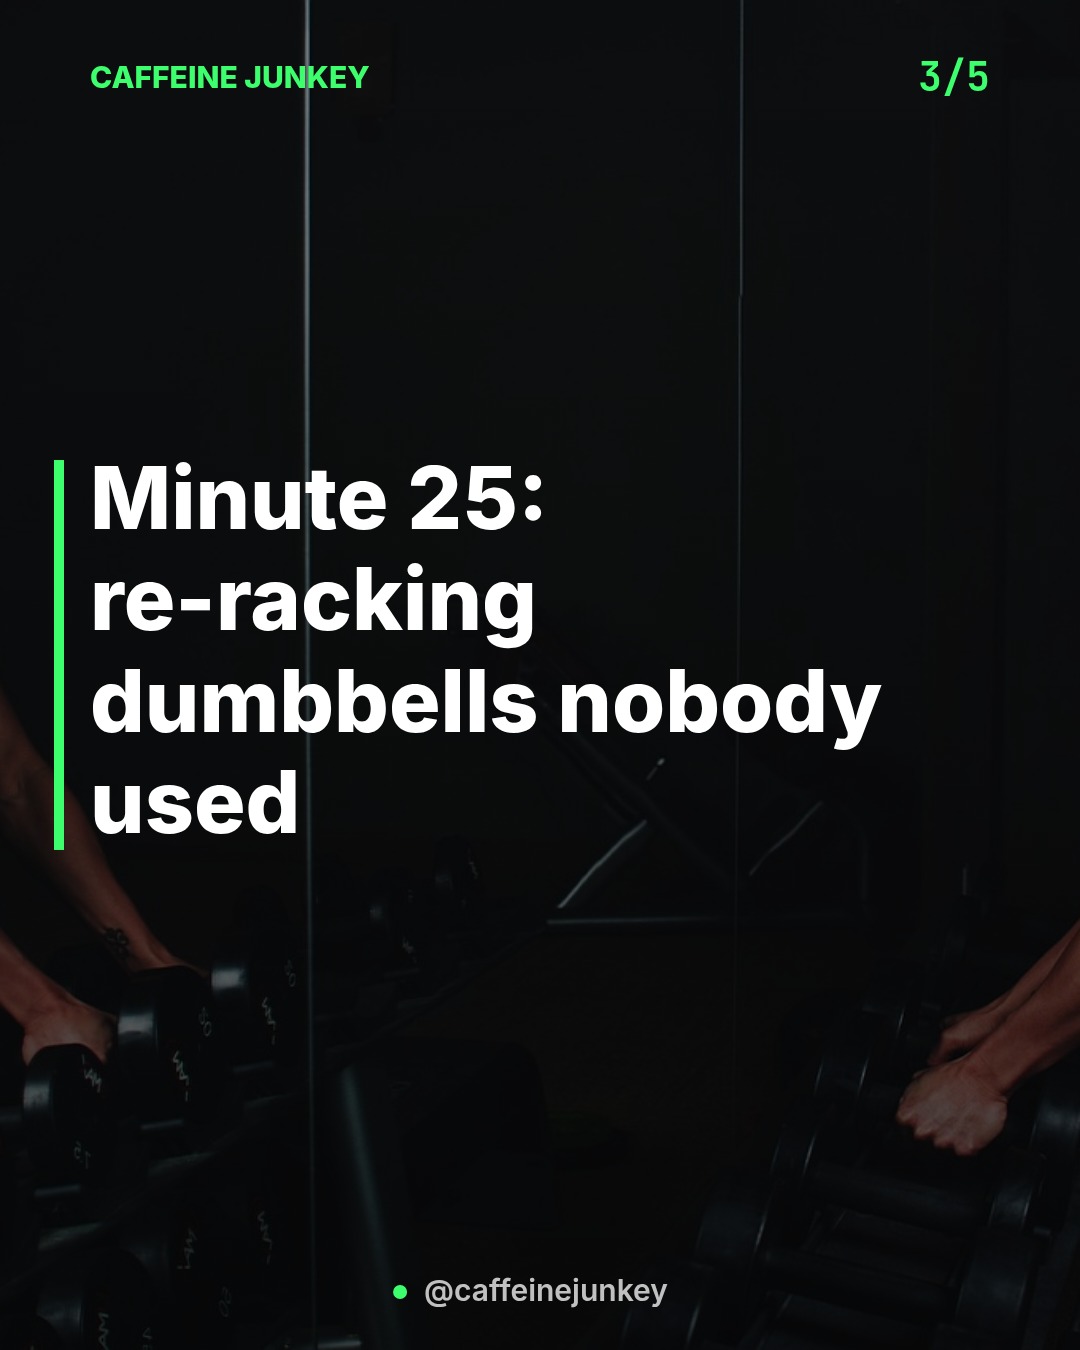 CAFFEINE JUNKEY
3/5
Minute 25:
re-racking
dumbbells nobody
used
@caffeinejunkey